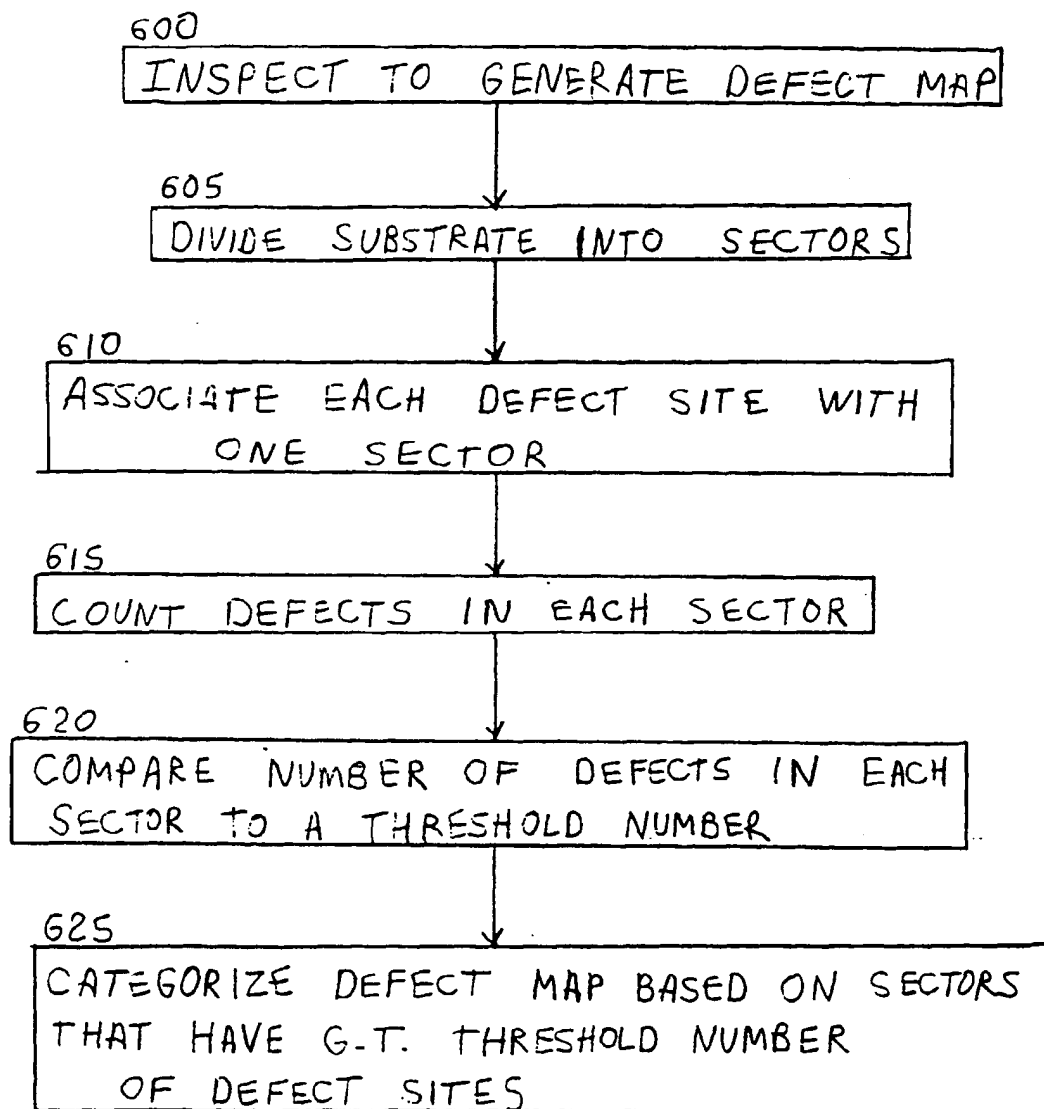 600
INSPECT TO GENERATE DEFECT MAP
605
DIVIDE SUBSTRATE INTO SECTORS
610
ASSOCIATE EACH DEFECT SITE WITH
ONE SECTOR
615
COUNT DEFECTS IN EACH SECTOR
620
COMPARE NUMBER OF DEFECTS IN EACH
SECTOR TO A THRESHOLD NUMBER
625
CATEGORIZE DEFECT MAP BASED ON SECTORS
THAT HAVE G.T. THRESHOLD NUMBER
OF DEFECT SITES